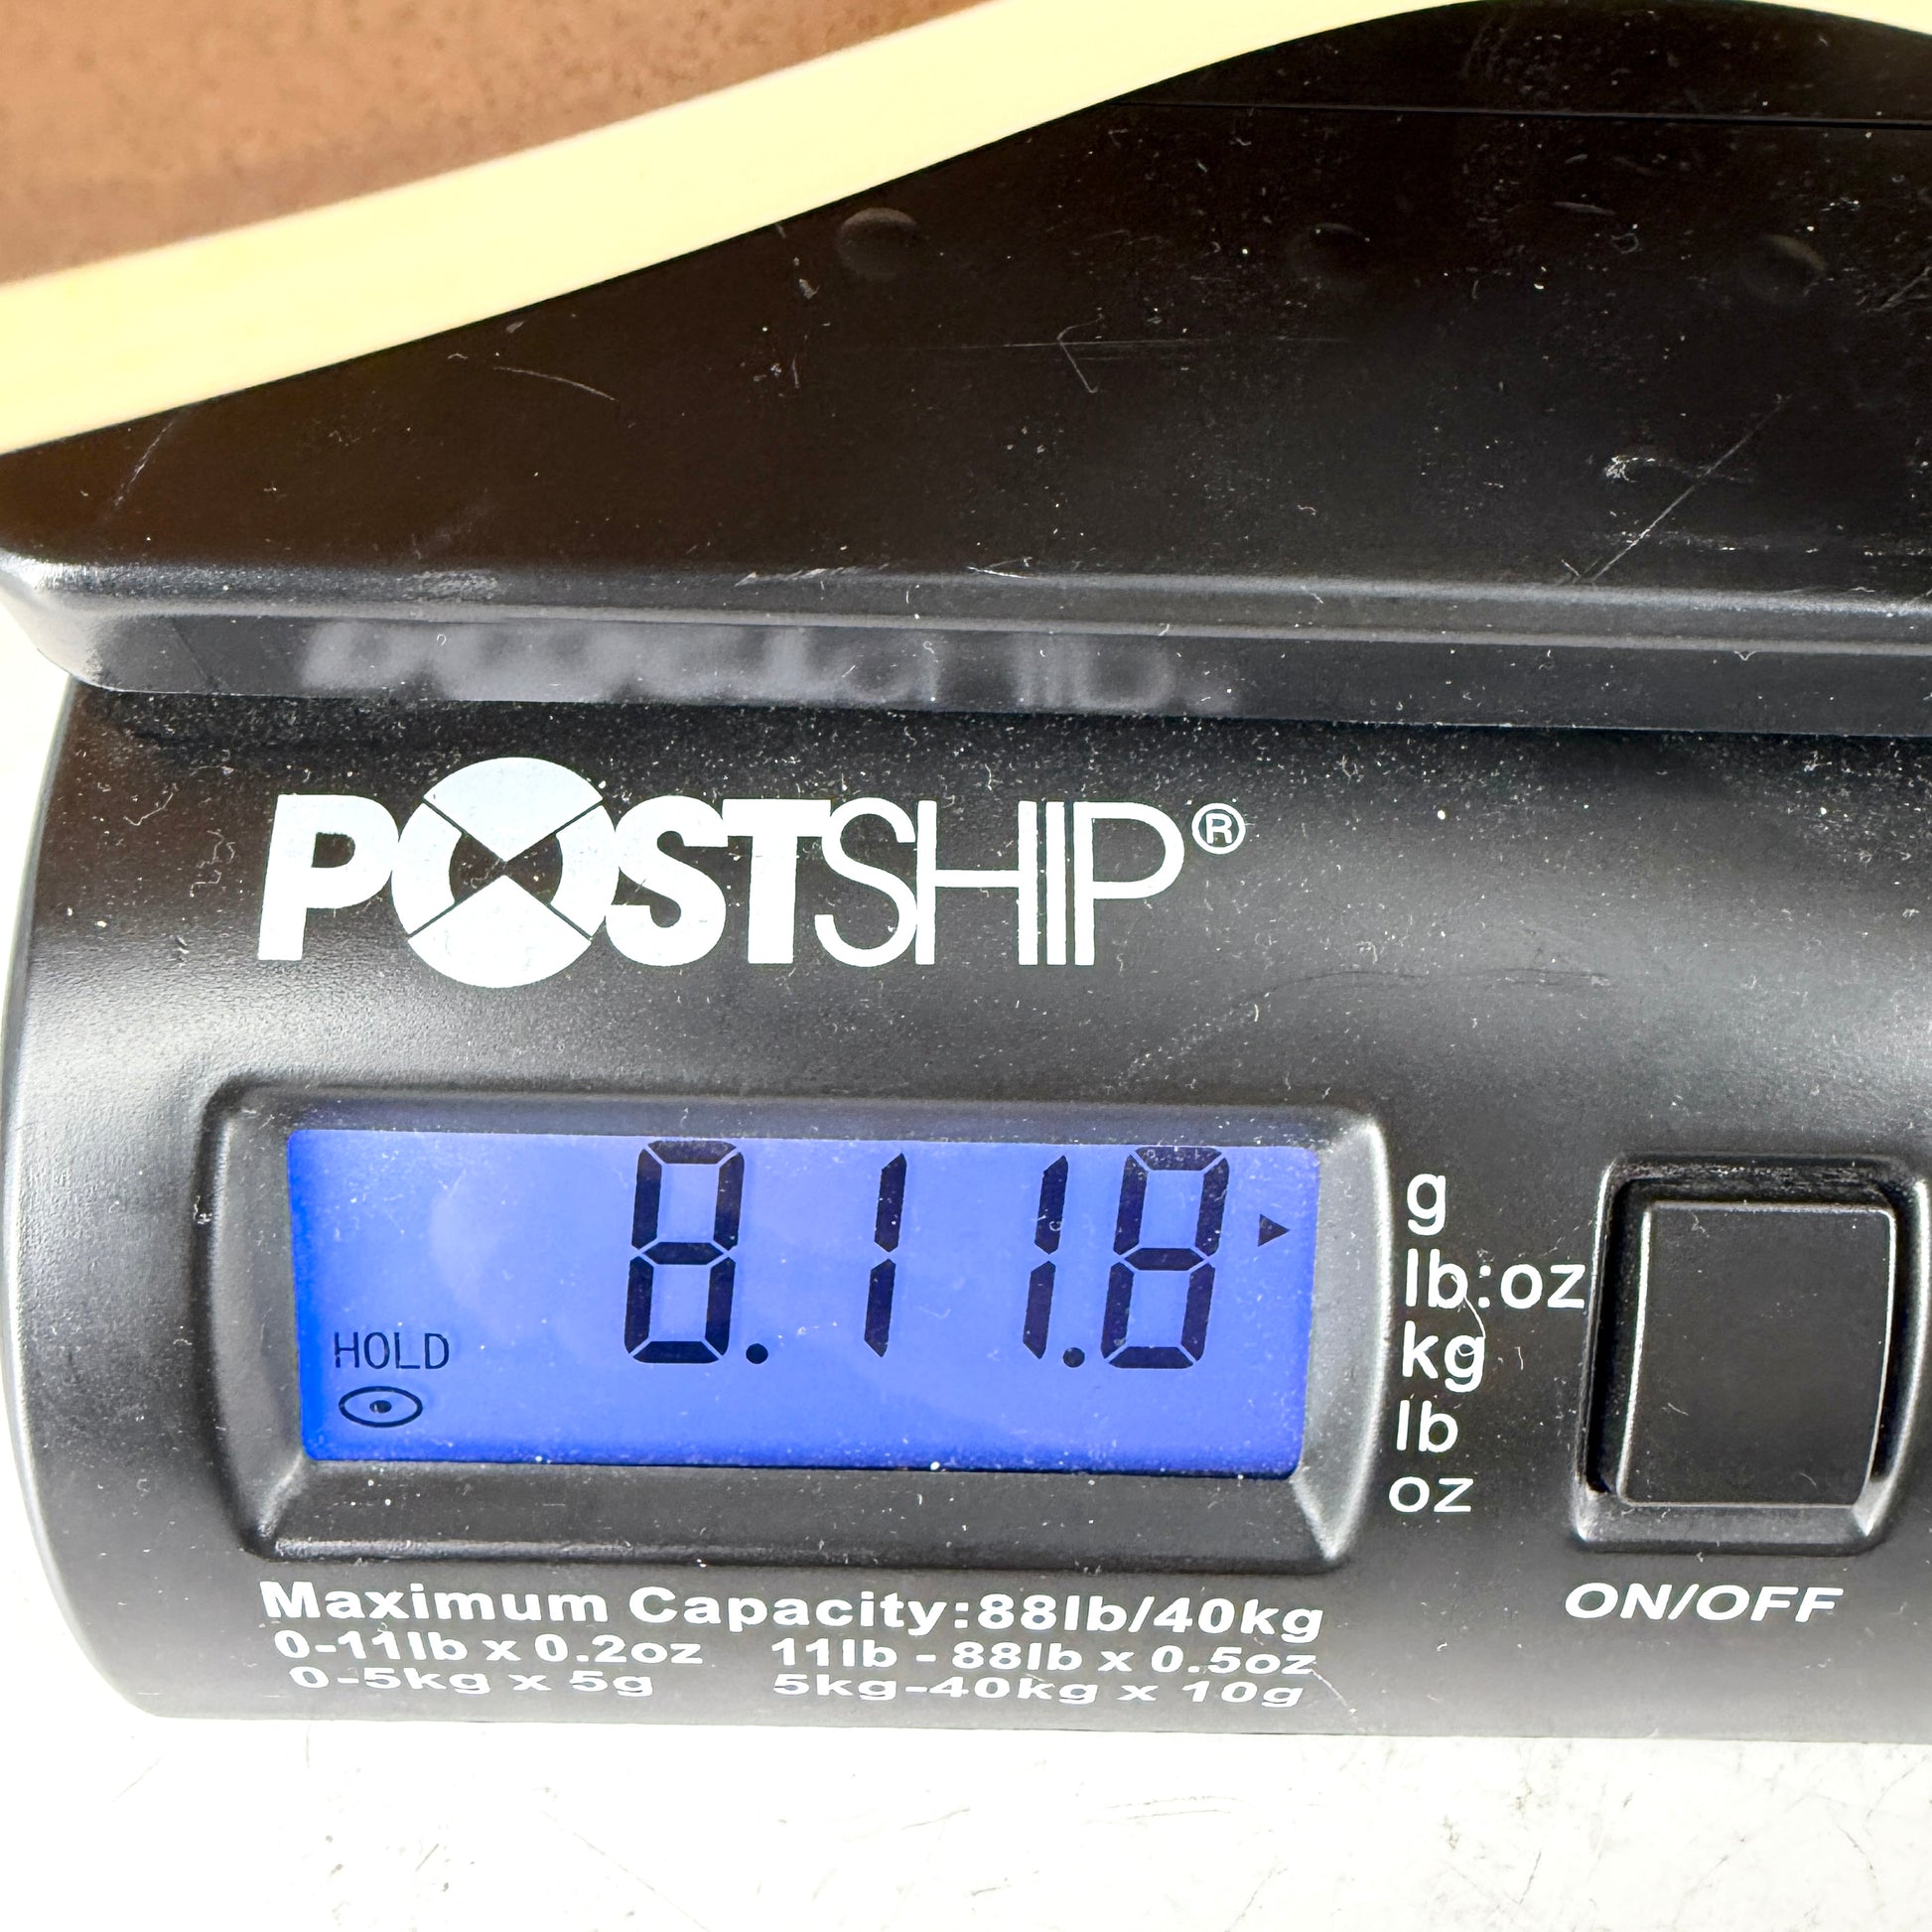 POSTSHIP®
8.11.8
HOLD
g
lb:oz
kg
lb
oz
ON/OFF
Maximum Capacity:88lb/40kg
0-11lb x 0.2oz 11lb - 88lb x 0.5oz
0-5kg x 5g 5kg-40kg x 10g